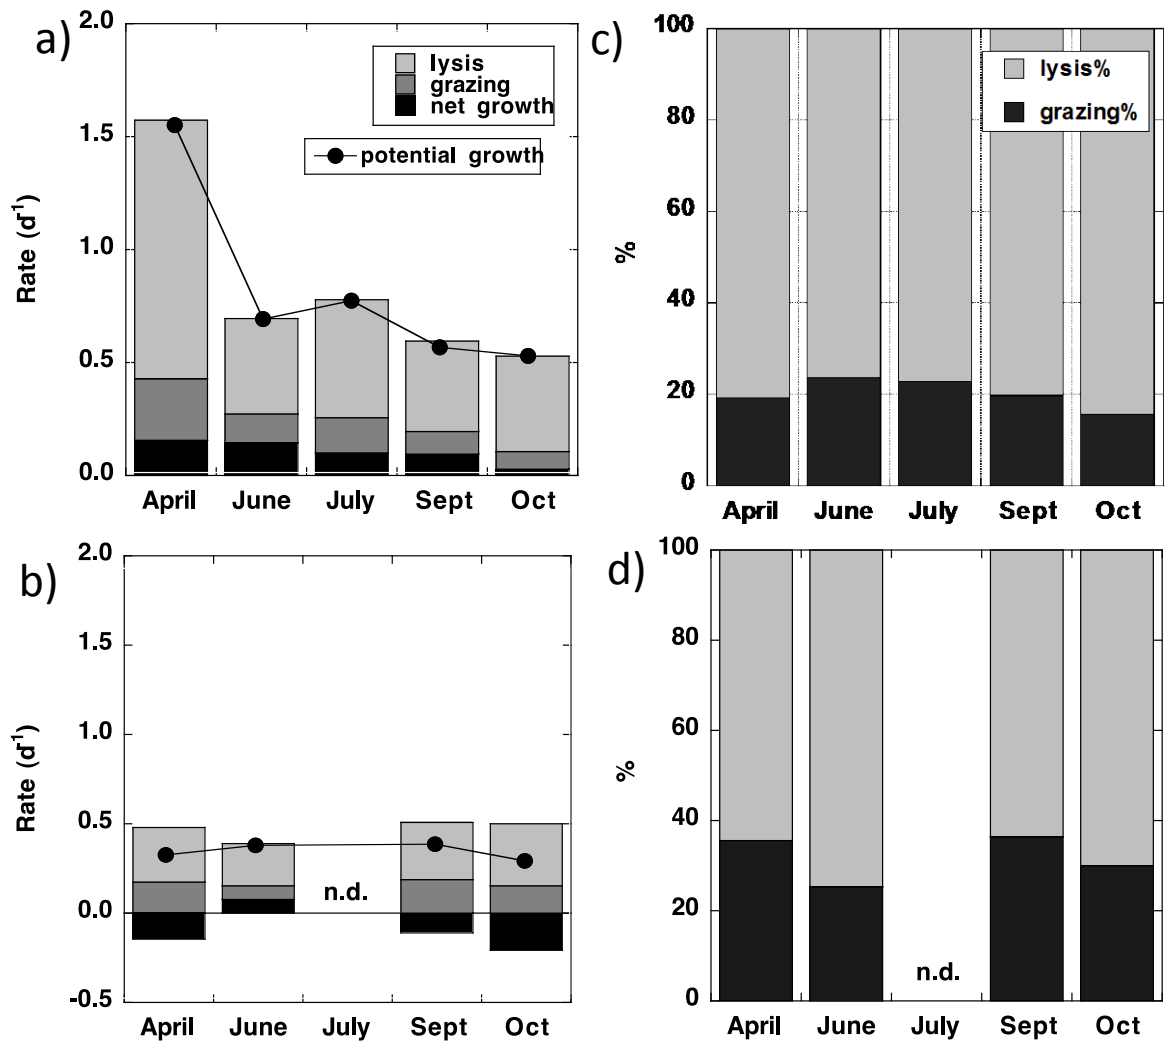 a)
2.0
1.5
1.0
0.5
0.0
Rate (d-1)
lysis
grazing
net growth
potential growth
April June July Sept Oct
c)
100
80
60
40
20
0
%
lysis%
grazing%
April June July Sept Oct
b)
2.0
1.5
1.0
0.5
0.0
-0.5
Rate (d-1)
n.d.
April June July Sept Oct
d)
100
80
60
40
20
0
%
n.d.
April June July Sept Oct